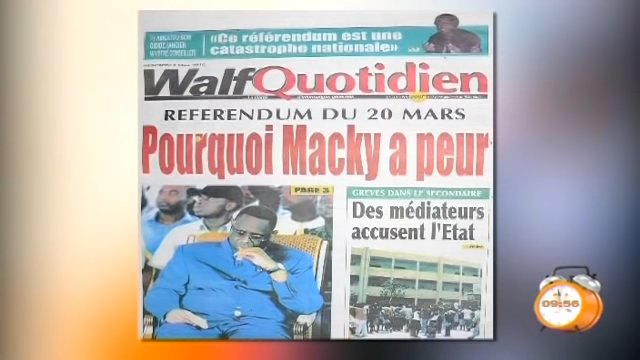 «Ce référendum est une
catastrophe nationale»
WalfQuotidien
REFERENDUM DU 20 MARS
Pourquoi Macky a peur
PAGE 3
GREVES DANS LE SECONDAIRE
Des médiateurs
accusent l'Etat
09:56